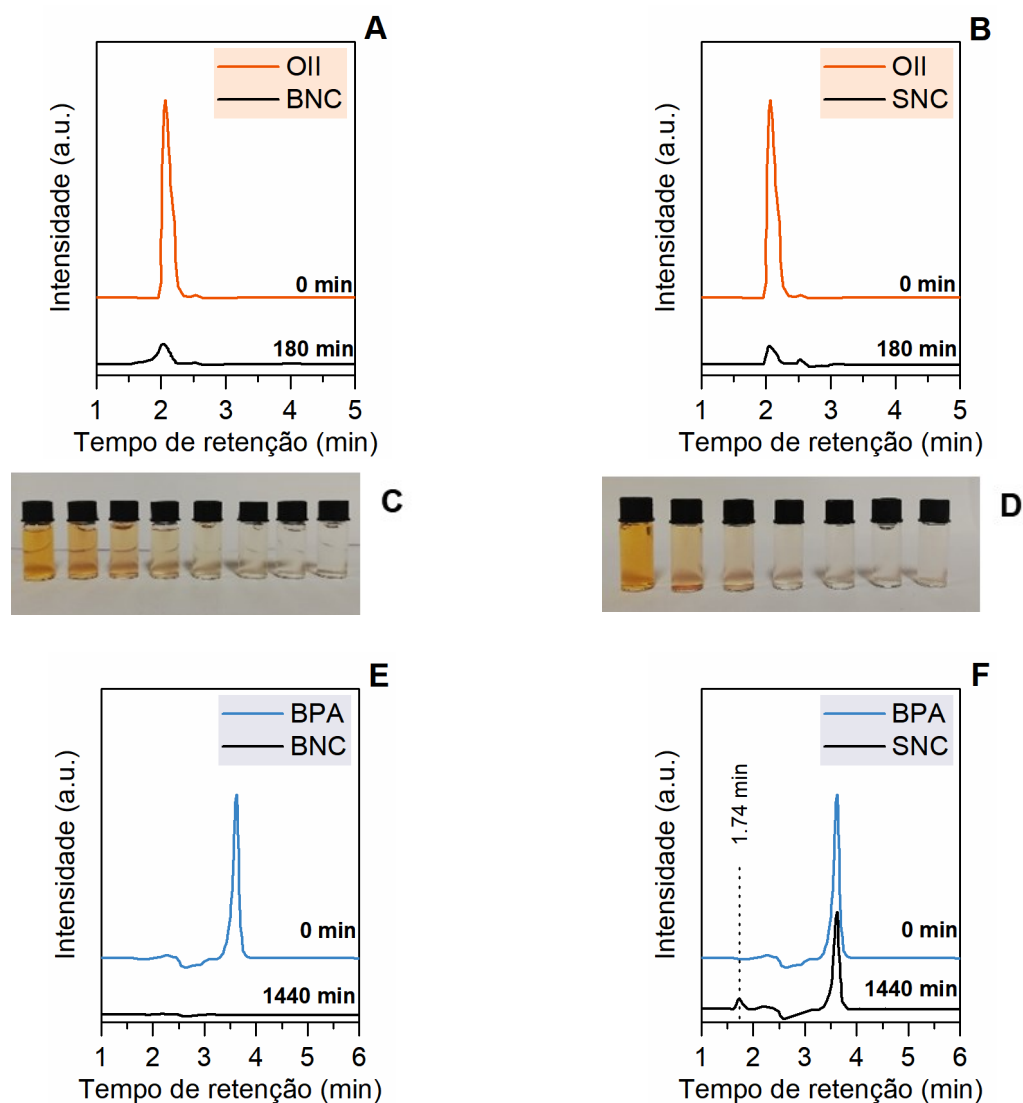 A
OII
BNC
Intensidade (a.u.)
0 min
180 min
1 2 3 4 5
Tempo de retenção (min)
B
OII
SNC
Intensidade (a.u.)
0 min
180 min
1 2 3 4 5
Tempo de retenção (min)
C
D
E
BPA
BNC
Intensidade (a.u.)
0 min
1440 min
1 2 3 4 5 6
Tempo de retenção (min)
F
BPA
SNC
Intensidade (a.u.)
1.74 min
0 min
1440 min
1 2 3 4 5 6
Tempo de retenção (min)